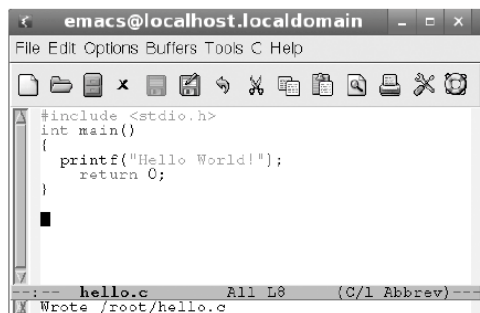 emacs@localhost.localdomain
File Edit Options Buffers Tools C Help
#include <stdio.h>
int main()
{
  printf("Hello World!");
    return 0;
}
--:--  hello.c        All L8     (C/l Abbrev)---
Wrote /root/hello.c